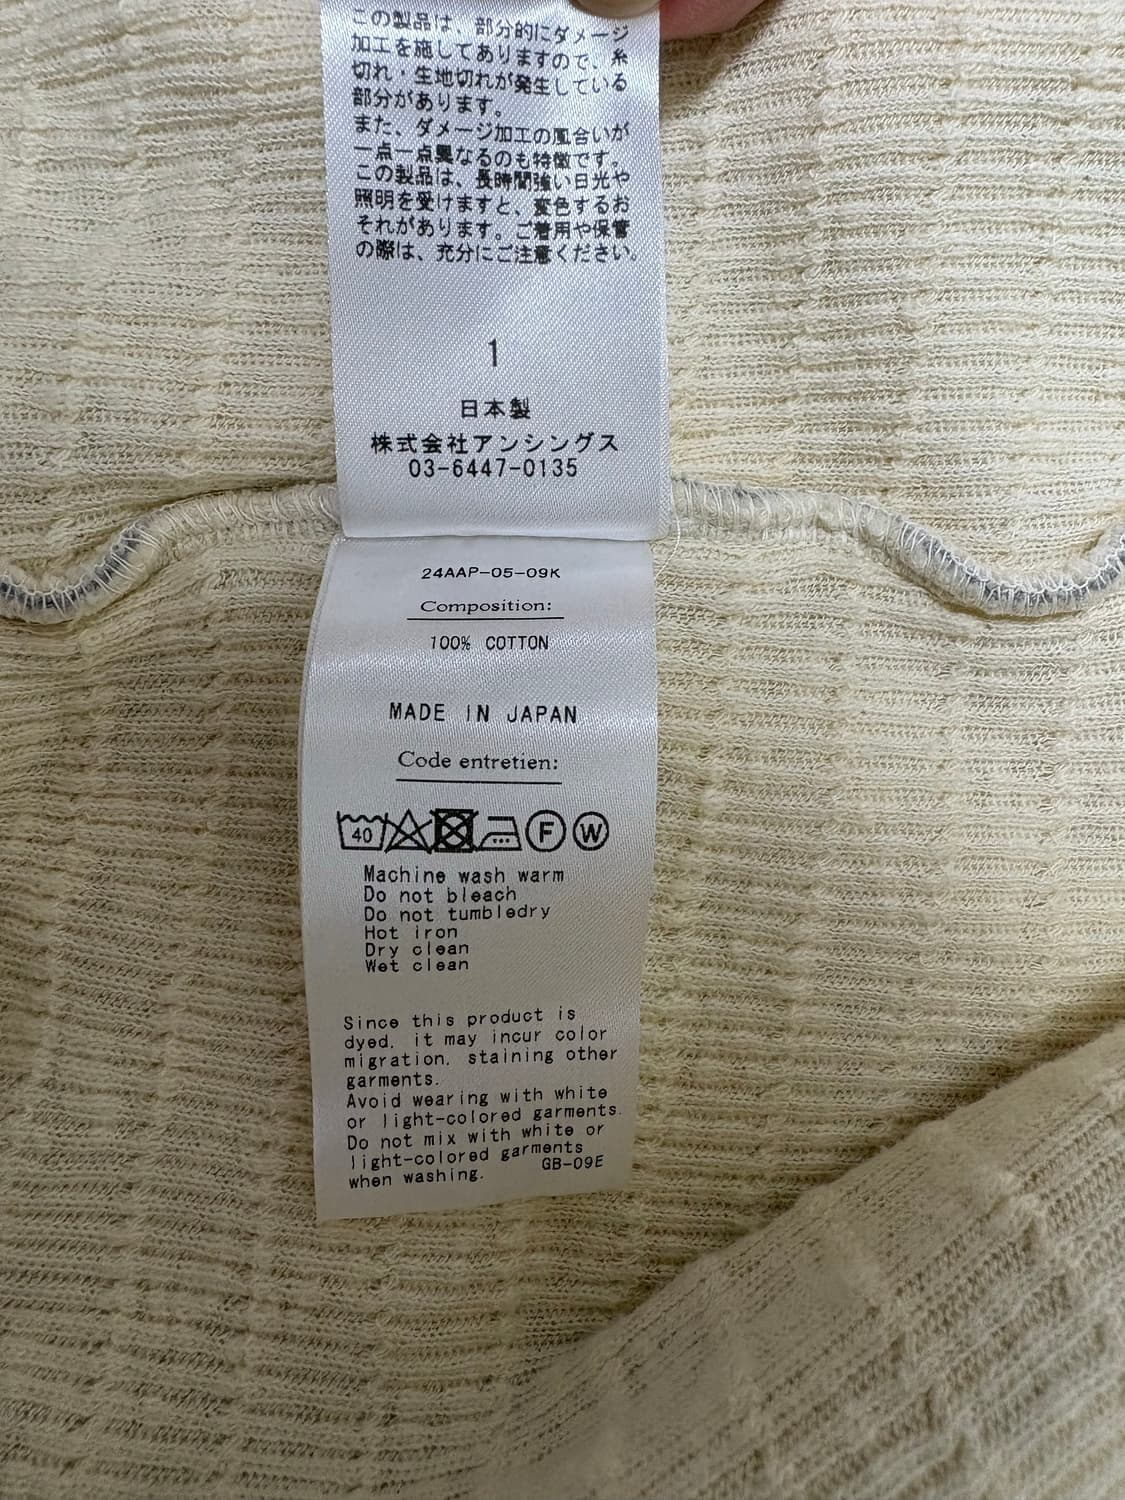 この製品は、部分的にダメージ
加工を施してありますので、糸
切れ・生地切れが発生している
部分があります。
また、ダメージ加工の風合いが
一点一点異なるのも特徴です。
この製品は、長時間強い日光や
照明を受けますと、変色するお
それがあります。ご着用や保管
の際は、充分にご注意ください。
1
日本製
株式会社アンシングス
03-6447-0135
24AAP-05-09K
Composition:
100% COTTON
MADE IN JAPAN
Code entretien:
40 F W
Machine wash warm
Do not bleach
Do not tumbledry
Hot iron
Dry clean
Wet clean
Since this product is
dyed, it may incur color
migration, staining other
garments.
Avoid wearing with white
or light-colored garments.
Do not mix with white or
light-colored garments
when washing. GB-09E